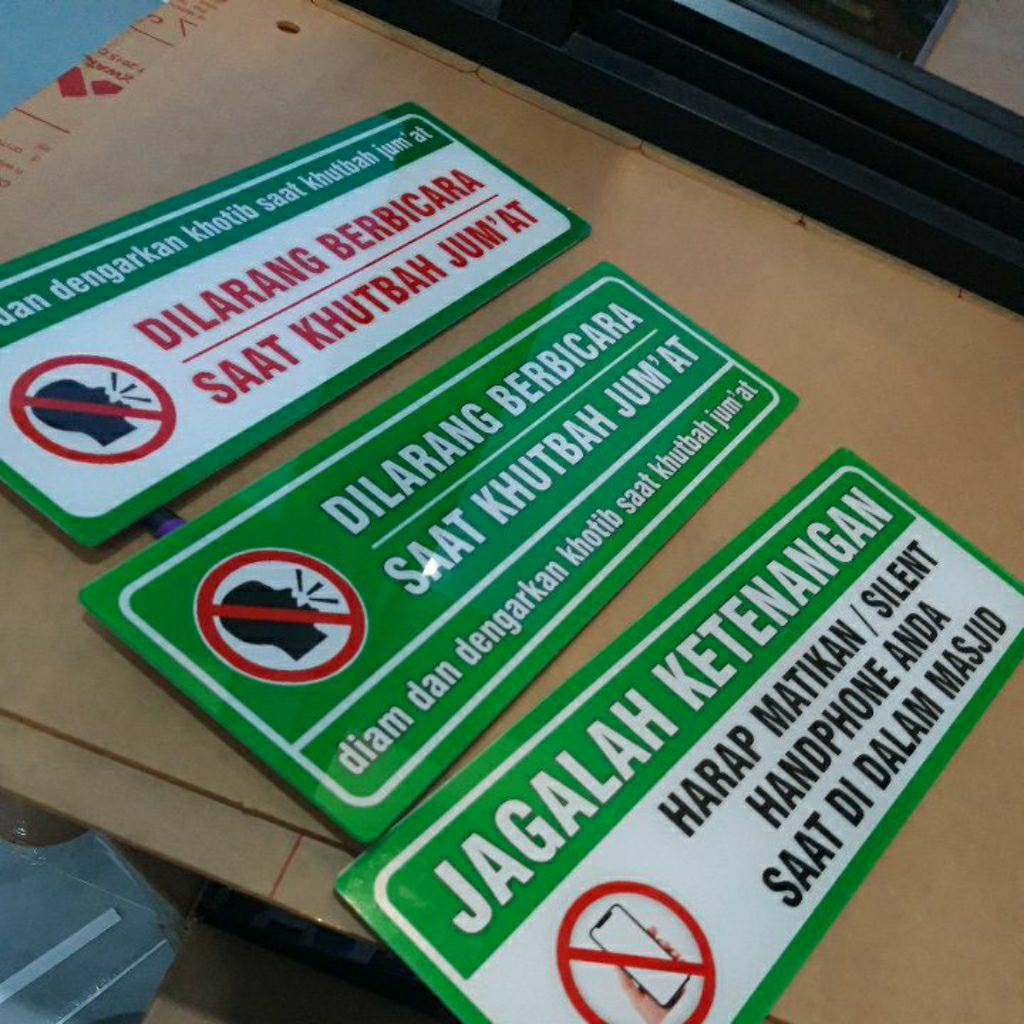 dan dengarkan khotib saat khutbah jum'at
DILARANG BERBICARA
SAAT KHUTBAH JUM'AT
DILARANG BERBICARA
SAAT KHUTBAH JUM'AT
diam dan dengarkan khotib saat khutbah jum'at
JAGALAH KETENANGAN
HARAP MATIKAN / SILENT
HANDPHONE ANDA
SAAT DI DALAM MASJID